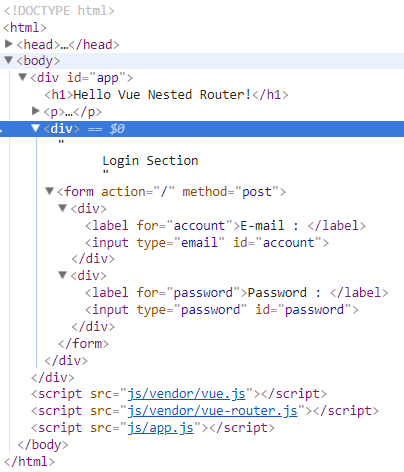 <!DOCTYPE html>
<html>
<head>…</head>
<body>
<div id="app">
<h1>Hello Vue Nested Router!</h1>
<p>…</p>
<div> == $0
"
Login Section
"
<form action="/" method="post">
<div>
<label for="account">E-mail : </label>
<input type="email" id="account">
</div>
<div>
<label for="password">Password : </label>
<input type="password" id="password">
</div>
</form>
</div>
</div>
<script src="js/vendor/vue.js"></script>
<script src="js/vendor/vue-router.js"></script>
<script src="js/app.js"></script>
</body>
</html>